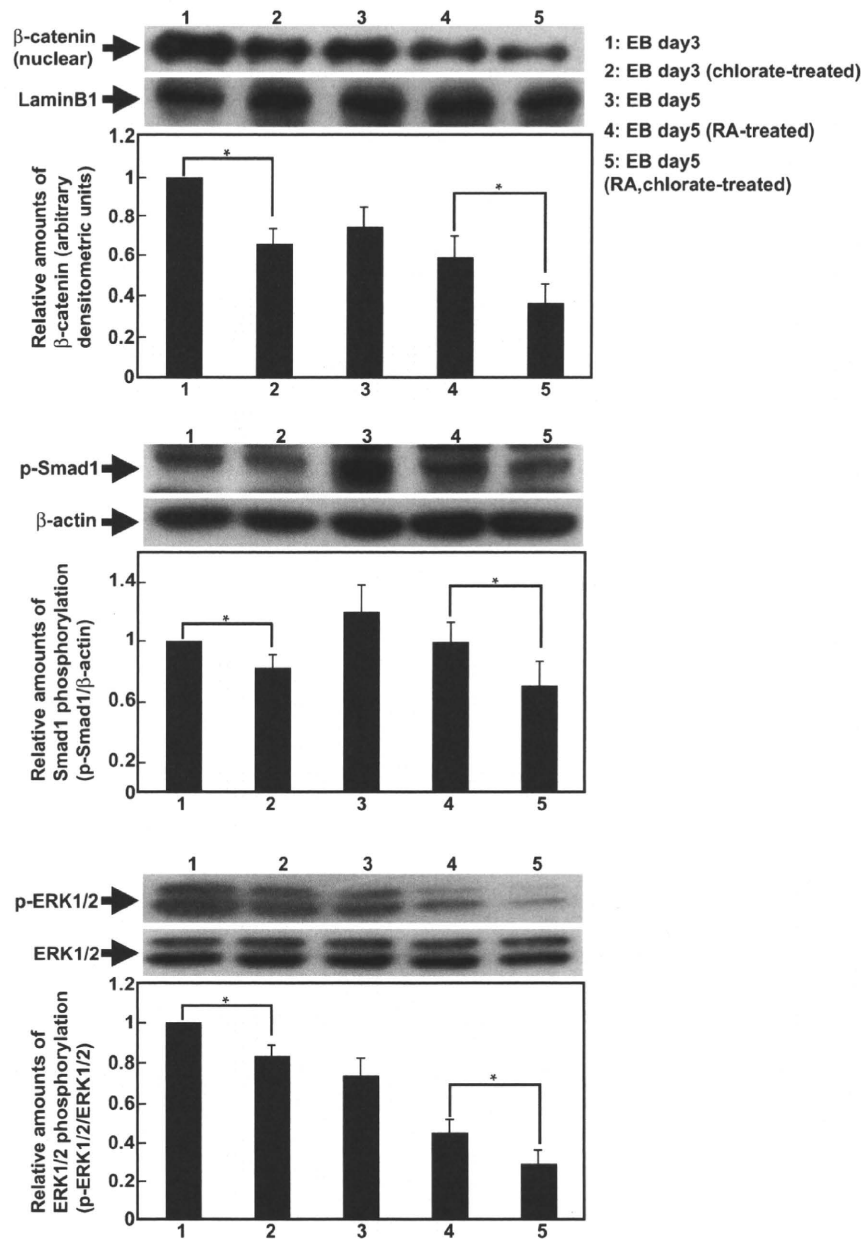 1 2 3 4 5
β-catenin
(nuclear)
LaminB1
1: EB day3
2: EB day3 (chlorate-treated)
3: EB day5
4: EB day5 (RA-treated)
5: EB day5
(RA,chlorate-treated)
Relative amounts of
β-catenin (arbitrary
densitometric units)
1.2
1
0.8
0.6
0.4
0.2
0
* *
1 2 3 4 5
1 2 3 4 5
p-Smad1
β-actin
Relative amounts of
Smad1 phosphorylation
(p-Smad1/β-actin)
1.4
1
0.6
0.2
0
* *
1 2 3 4 5
1 2 3 4 5
p-ERK1/2
ERK1/2
Relative amounts of
ERK1/2 phosphorylation
(p-ERK1/2/ERK1/2)
1.2
1
0.8
0.6
0.4
0.2
0
* *
1 2 3 4 5